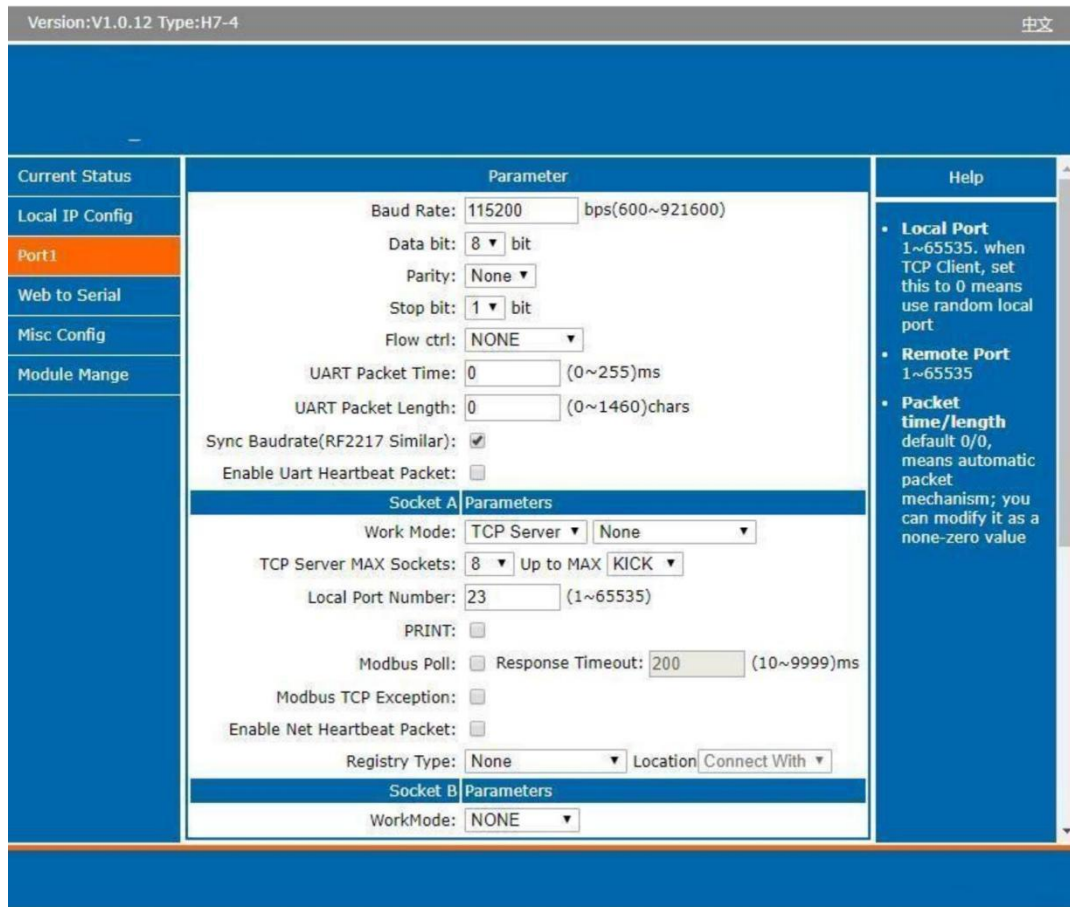 Version:V1.0.12 Type:H7-4
中文
Current Status
Local IP Config
Port1
Web to Serial
Misc Config
Module Mange
Parameter
Baud Rate: 115200 bps(600~921600)
Data bit: 8 bit
Parity: None
Stop bit: 1 bit
Flow ctrl: NONE
UART Packet Time: 0 (0~255)ms
UART Packet Length: 0 (0~1460)chars
Sync Baudrate(RF2217 Similar):
Enable Uart Heartbeat Packet:
Socket A Parameters
Work Mode: TCP Server None
TCP Server MAX Sockets: 8 Up to MAX KICK
Local Port Number: 23 (1~65535)
PRINT:
Modbus Poll: Response Timeout: 200 (10~9999)ms
Modbus TCP Exception:
Enable Net Heartbeat Packet:
Registry Type: None Location Connect With
Socket B Parameters
WorkMode: NONE
Help
• Local Port
1~65535. when
TCP Client, set
this to 0 means
use random local
port
• Remote Port
1~65535
• Packet
time/length
default 0/0,
means automatic
packet
mechanism; you
can modify it as a
none-zero value